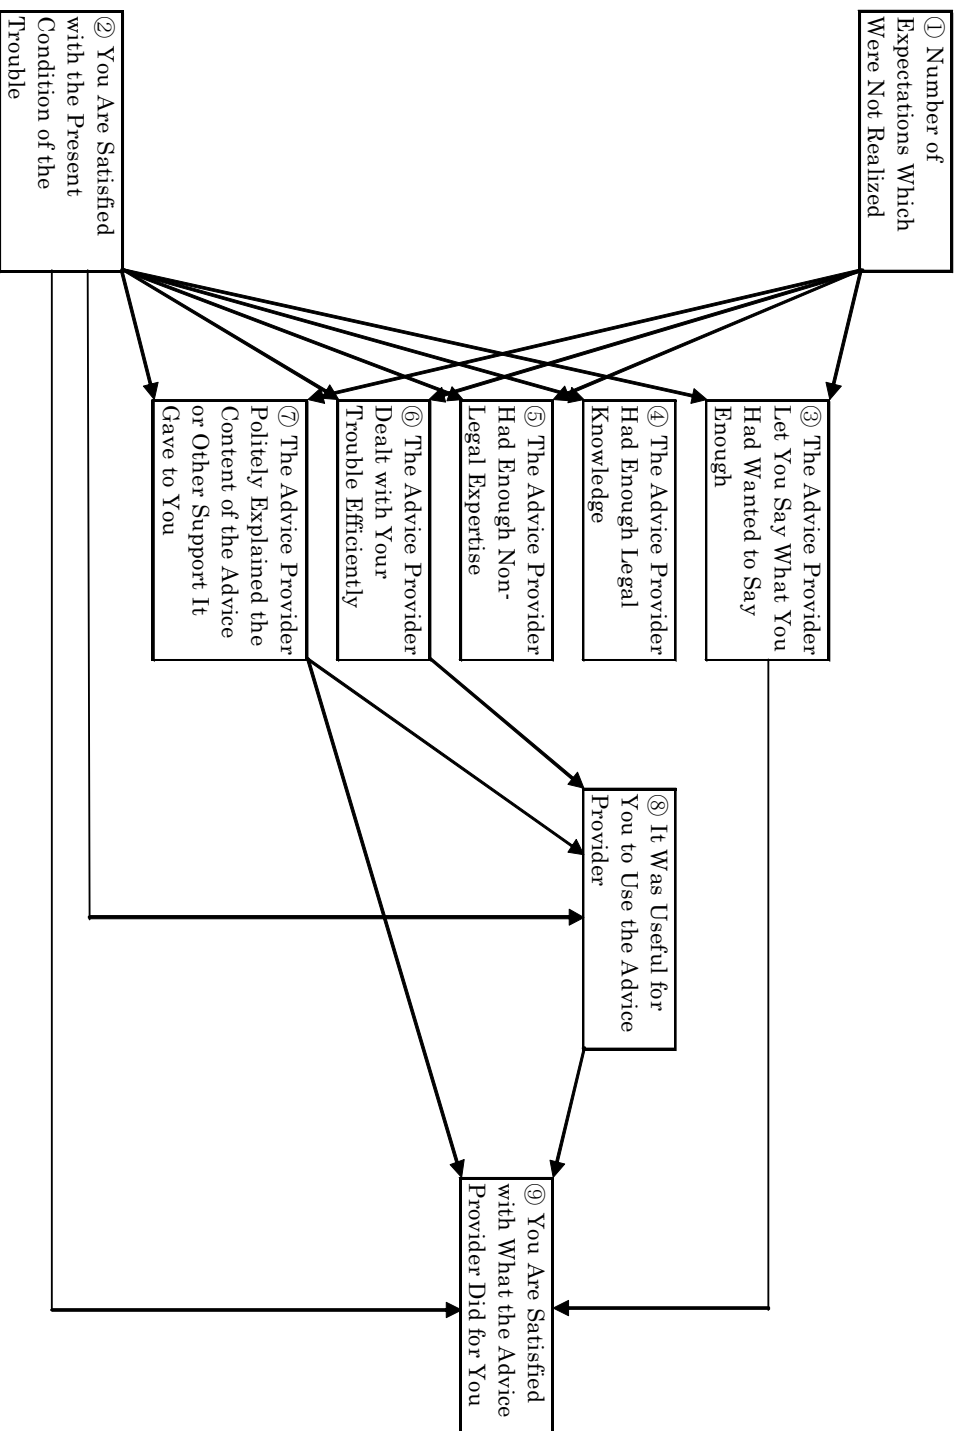 ① Number of
Expectations Which
Were Not Realized
② You Are Satisfied
with the Present
Condition of the
Trouble
③ The Advice Provider
Let You Say What You
Had Wanted to Say
Enough
④ The Advice Provider
Had Enough Legal
Knowledge
⑤ The Advice Provider
Had Enough Non-
Legal Expertise
⑥ The Advice Provider
Dealt with Your
Trouble Efficiently
⑦ The Advice Provider
Politely Explained the
Content of the Advice
or Other Support It
Gave to You
⑧ It Was Useful for
You to Use the Advice
Provider
⑨ You Are Satisfied
with What the Advice
Provider Did for You